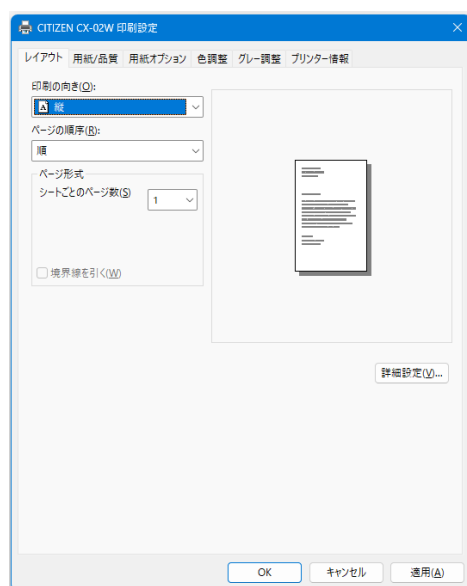 CITIZEN CX-02W 印刷設定
レイアウト 用紙/品質 用紙オプション 色調整 グレー調整 プリンター情報
印刷の向き(O):
縦
ページの順序(R):
順
ページ形式
シートごとのページ数(S) 1
境界線を引く(W)
詳細設定(V)...
OK キャンセル 適用(A)